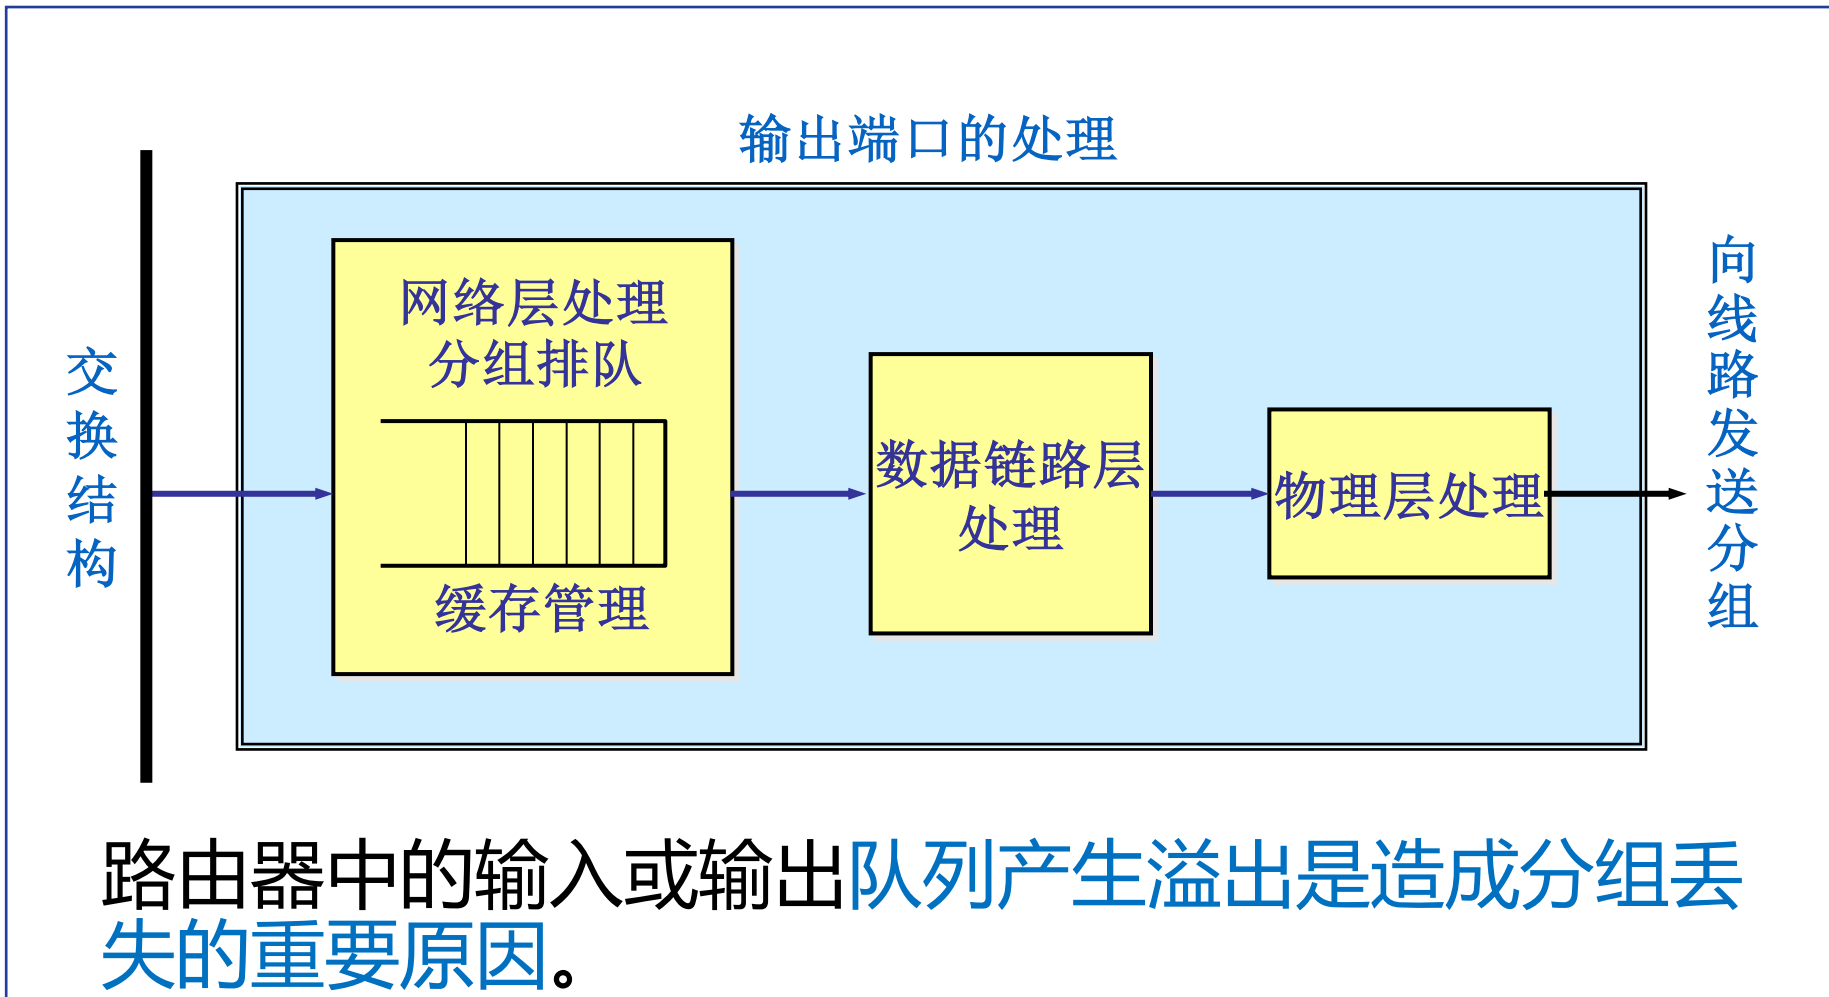 输出端口的处理
交换结构
网络层处理
分组排队
缓存管理
数据链路层
处理
物理层处理
向线路发送分组
路由器中的输入或输出队列产生溢出是造成分组丢
失的重要原因。